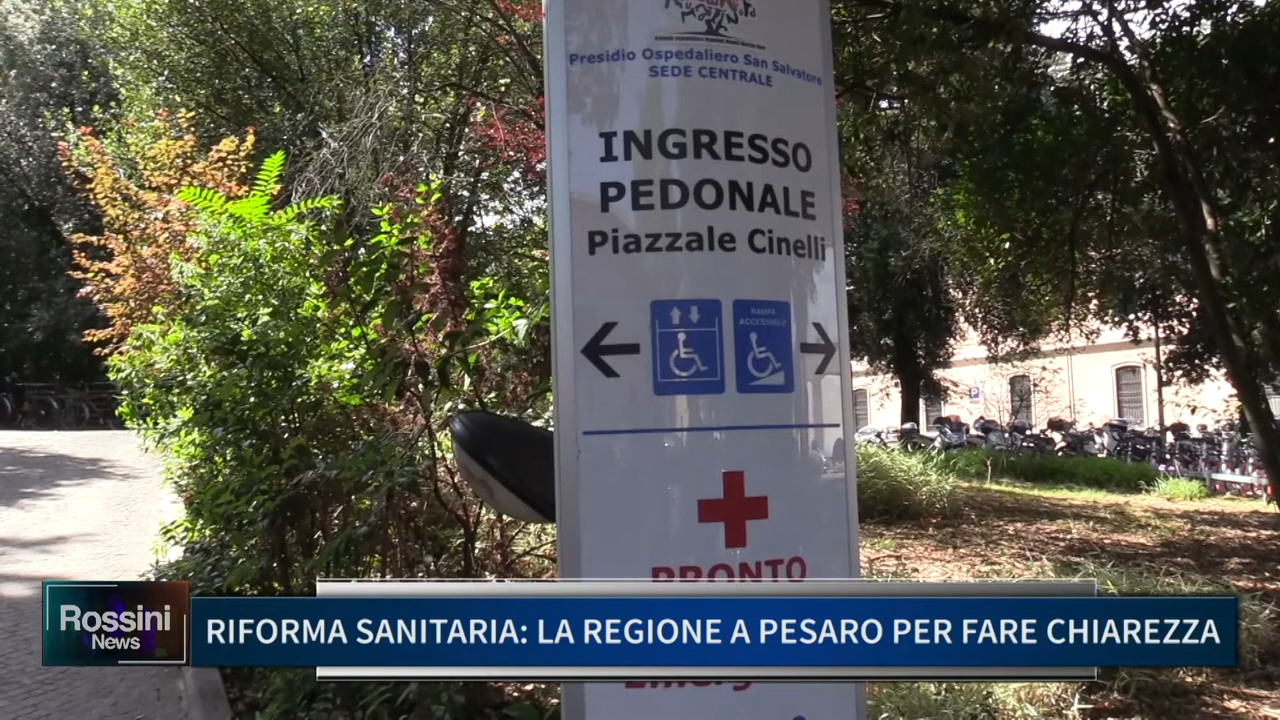 Presidio Ospedaliero San Salvatore
SEDE CENTRALE
INGRESSO
PEDONALE
Piazzale Cinelli
RAMPA
ACCESSIBILE
P
PRONTO
Rossini
News
RIFORMA SANITARIA: LA REGIONE A PESARO PER FARE CHIAREZZA